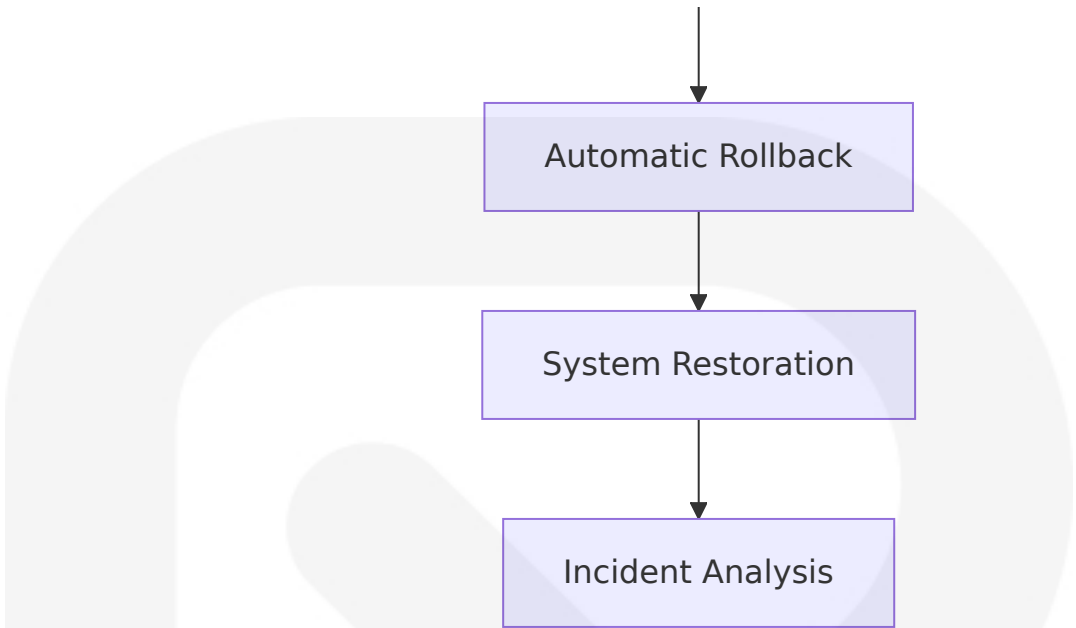 Automatic Rollback
System Restoration
Incident Analysis